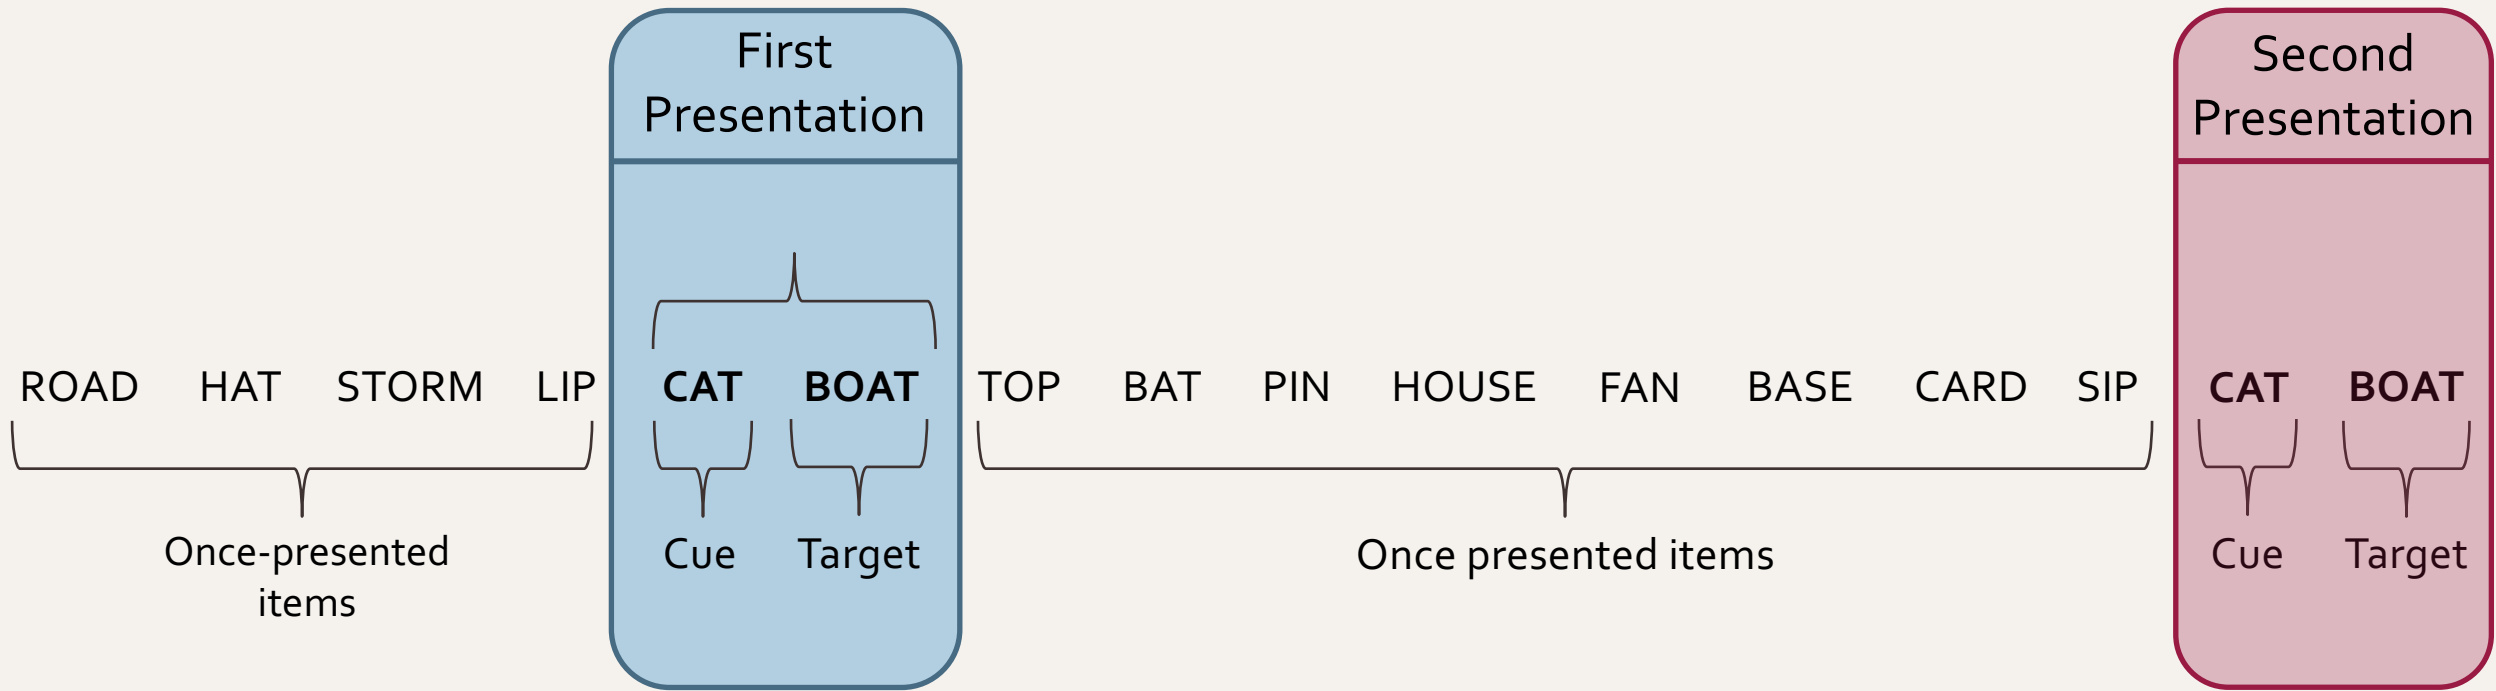 First
Presentation
Second
Presentation
ROAD HAT STORM LIP CAT BOAT TOP BAT PIN HOUSE FAN BASE CARD SIP CAT BOAT
Once-presented
items
Cue Target
Once presented items
Cue Target